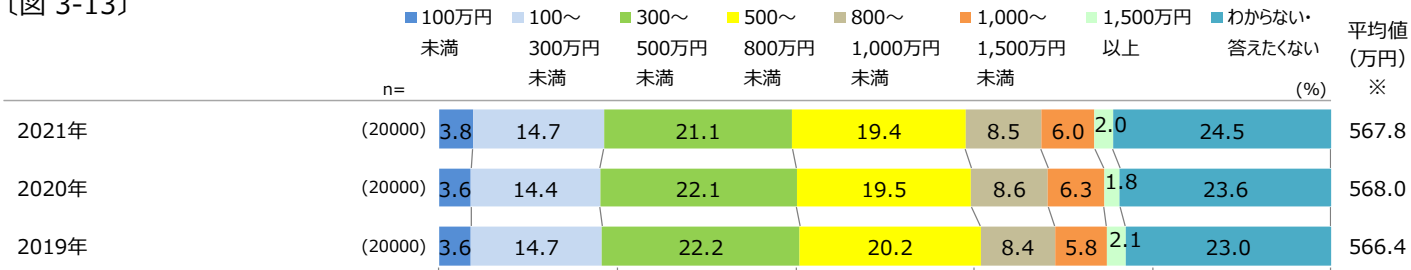 〔図 3-13〕
100万円未満 100～300万円未満 300～500万円未満 500～800万円未満 800～1,000万円未満 1,000～1,500万円未満 1,500万円以上 わからない・答えたくない 平均値(万円)※
n= (%)
2021年 (20000) 3.8 14.7 21.1 19.4 8.5 6.0 2.0 24.5 567.8
2020年 (20000) 3.6 14.4 22.1 19.5 8.6 6.3 1.8 23.6 568.0
2019年 (20000) 3.6 14.7 22.2 20.2 8.4 5.8 2.1 23.0 566.4